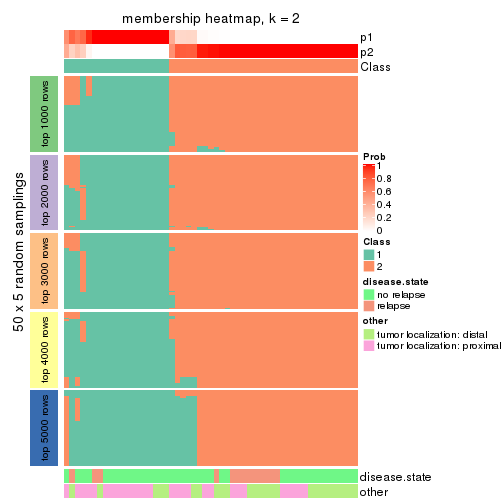 membership heatmap, k = 2
p1
p2
Class
50 x 5 random samplings
top 1000 rows
top 2000 rows
top 3000 rows
top 4000 rows
top 5000 rows
Prob
1
0.8
0.6
0.4
0.2
0
Class
1
2
disease.state
no relapse
relapse
other
tumor localization: distal
tumor localization: proximal
disease.state
other